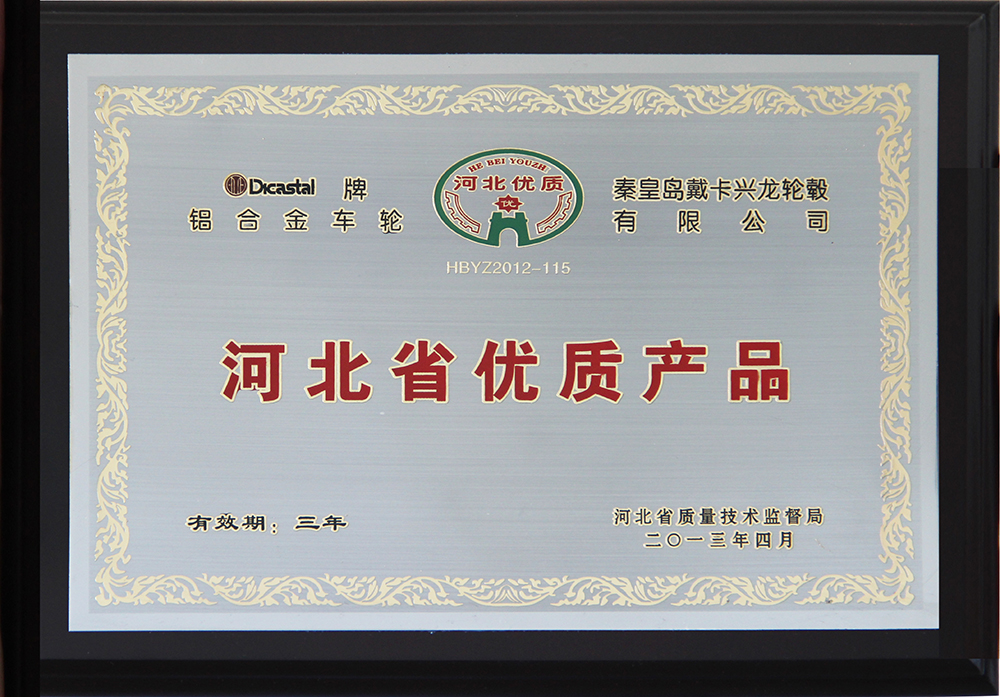 Dicastal 牌
铝合金车轮
HE BEI YOUZHI
河北优质
优
HBYZ2012-115
秦皇岛戴卡兴龙轮毂
有限公司
河北省优质产品
有效期：三年
河北省质量技术监督局
二〇一三年四月